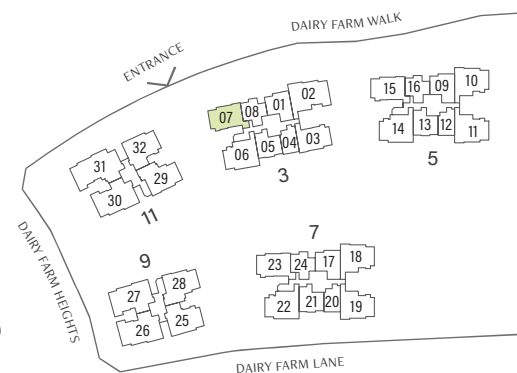 DAIRY FARM WALK
ENTRANCE
07 08 01 02
06 05 04 03
3
15 16 09 10
14 13 12 11
5
31 32
30 29
11
7
23 24 17 18
22 21 20 19
9
27 28
26 25
DAIRY FARM HEIGHTS
DAIRY FARM LANE